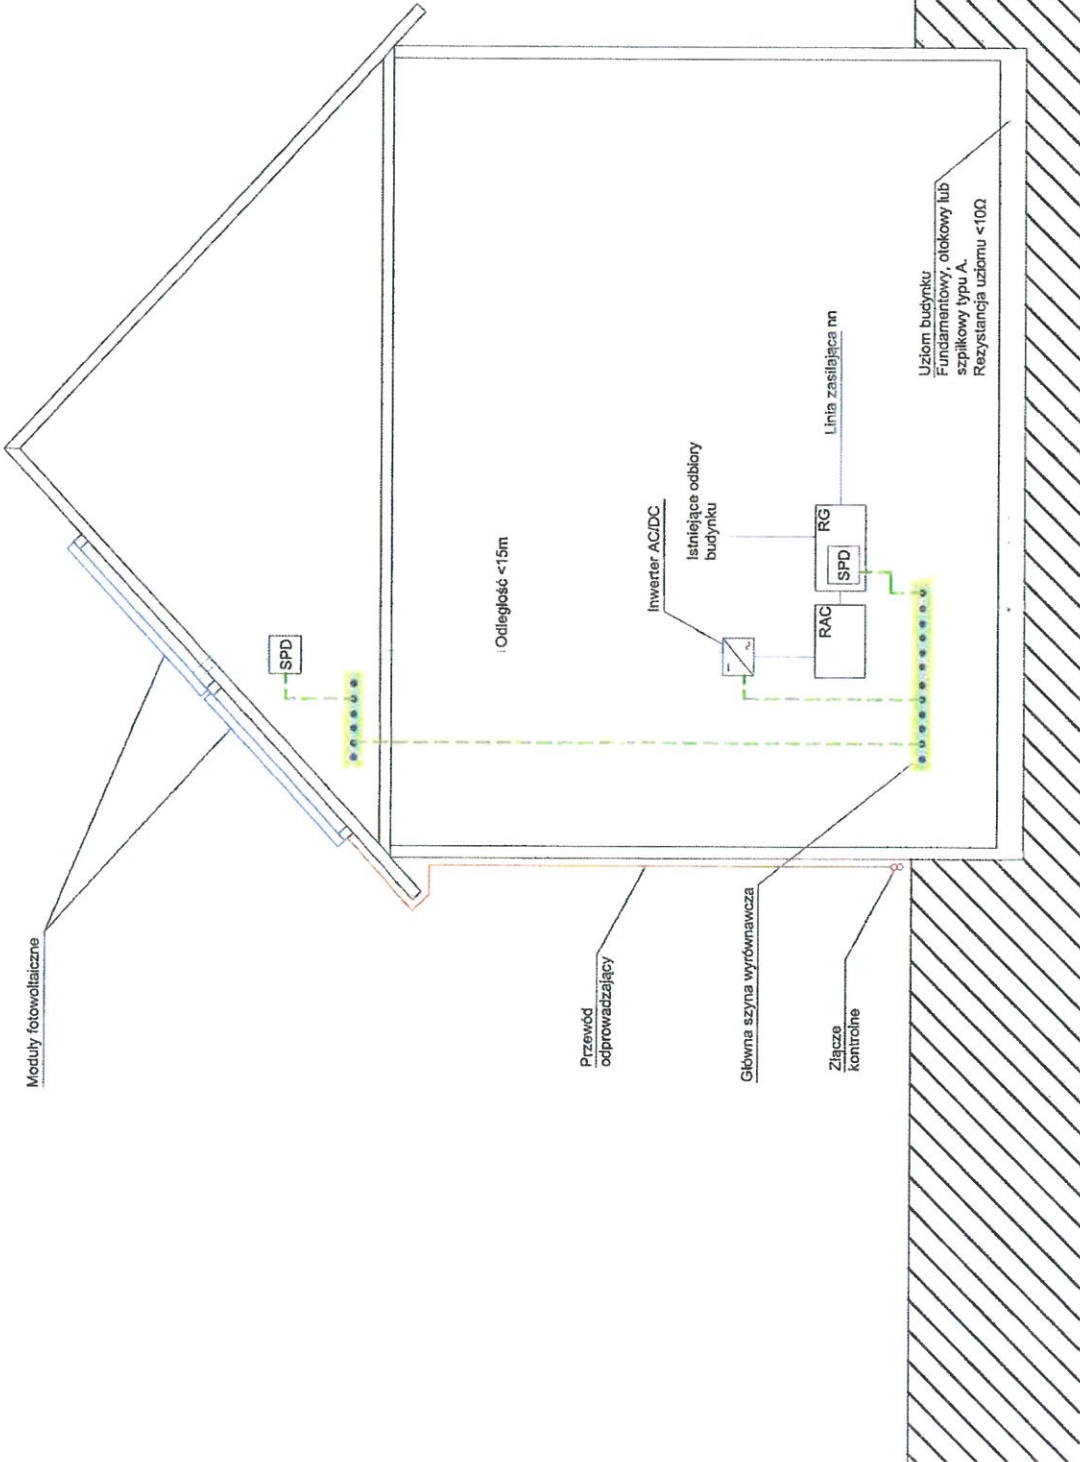 Moduły fotowoltaiczne
SPD
Odległość <15m
Przewód
odprowadzający
Inwerter AC/DC
Istniejące odbiory
budynku
Główna szyna wyrównawcza
RAC
SPD
RG
Linia zasilająca nn
Złącze
kontrolne
Uziom budynku
Fundamentowy, otokowy lub
szpilkowy typu A.
Rezystancja uziomu <10Ω